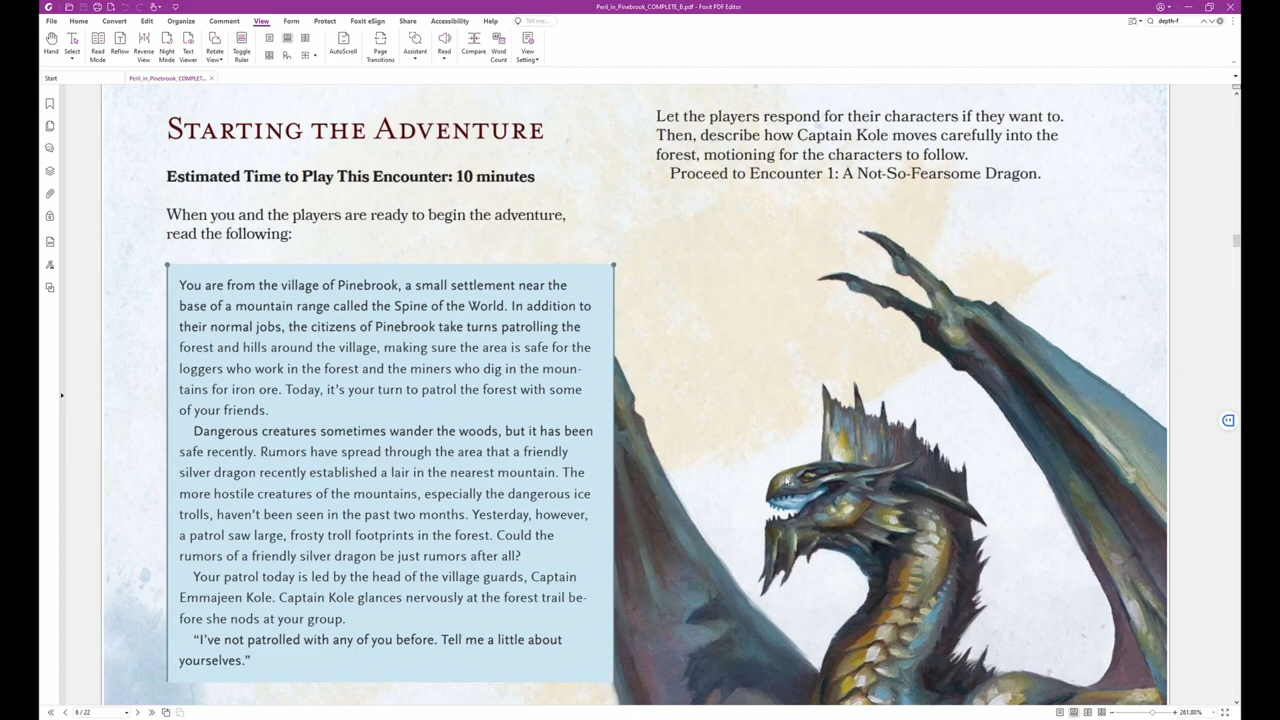 Peril_in_Pinebrook_COMPLETE_B.pdf - Foxit PDF Editor
File Home Convert Edit Organize Comment View Form Protect Foxit eSign Share Accessibility Help Tell me... depth-f
Hand Select Read Mode Reflow Reverse View Night Mode Text Viewer Toggle Ruler Rotate View AutoScroll Page Transitions Assistant Read Compare Word Count View Setting
Start Peril_in_Pinebrook_COMPLET...
STARTING THE ADVENTURE
Estimated Time to Play This Encounter: 10 minutes
When you and the players are ready to begin the adventure,
read the following:
You are from the village of Pinebrook, a small settlement near the
base of a mountain range called the Spine of the World. In addition to
their normal jobs, the citizens of Pinebrook take turns patrolling the
forest and hills around the village, making sure the area is safe for the
loggers who work in the forest and the miners who dig in the moun-
tains for iron ore. Today, it's your turn to patrol the forest with some
of your friends.
Dangerous creatures sometimes wander the woods, but it has been
safe recently. Rumors have spread through the area that a friendly
silver dragon recently established a lair in the nearest mountain. The
more hostile creatures of the mountains, especially the dangerous ice
trolls, haven't been seen in the past two months. Yesterday, however,
a patrol saw large, frosty troll footprints in the forest. Could the
rumors of a friendly silver dragon be just rumors after all?
Your patrol today is led by the head of the village guards, Captain
Emmajeen Kole. Captain Kole glances nervously at the forest trail be-
fore she nods at your group.
“I've not patrolled with any of you before. Tell me a little about
yourselves.”
Let the players respond for their characters if they want to.
Then, describe how Captain Kole moves carefully into the
forest, motioning for the characters to follow.
Proceed to Encounter 1: A Not-So-Fearsome Dragon.
6 / 22 261.80%